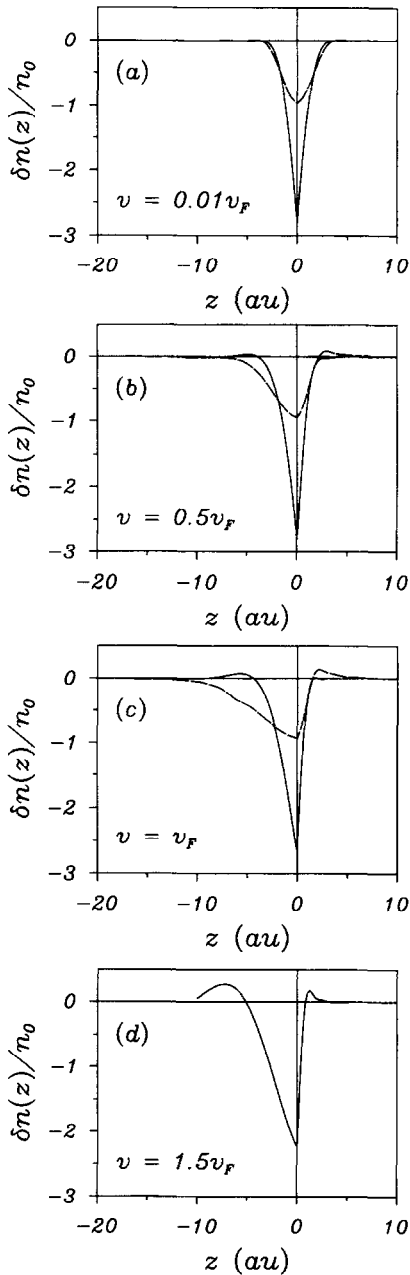 0
(a)
−1
δn(z)/n₀
−2
v = 0.01v_F
−3
−20 −10 0 10
z (au)
0
(b)
−1
δn(z)/n₀
−2
v = 0.5v_F
−3
−20 −10 0 10
z (au)
0
(c)
−1
δn(z)/n₀
−2
v = v_F
−3
−20 −10 0 10
z (au)
0
(d)
−1
δn(z)/n₀
−2
v = 1.5v_F
−3
−20 −10 0 10
z (au)